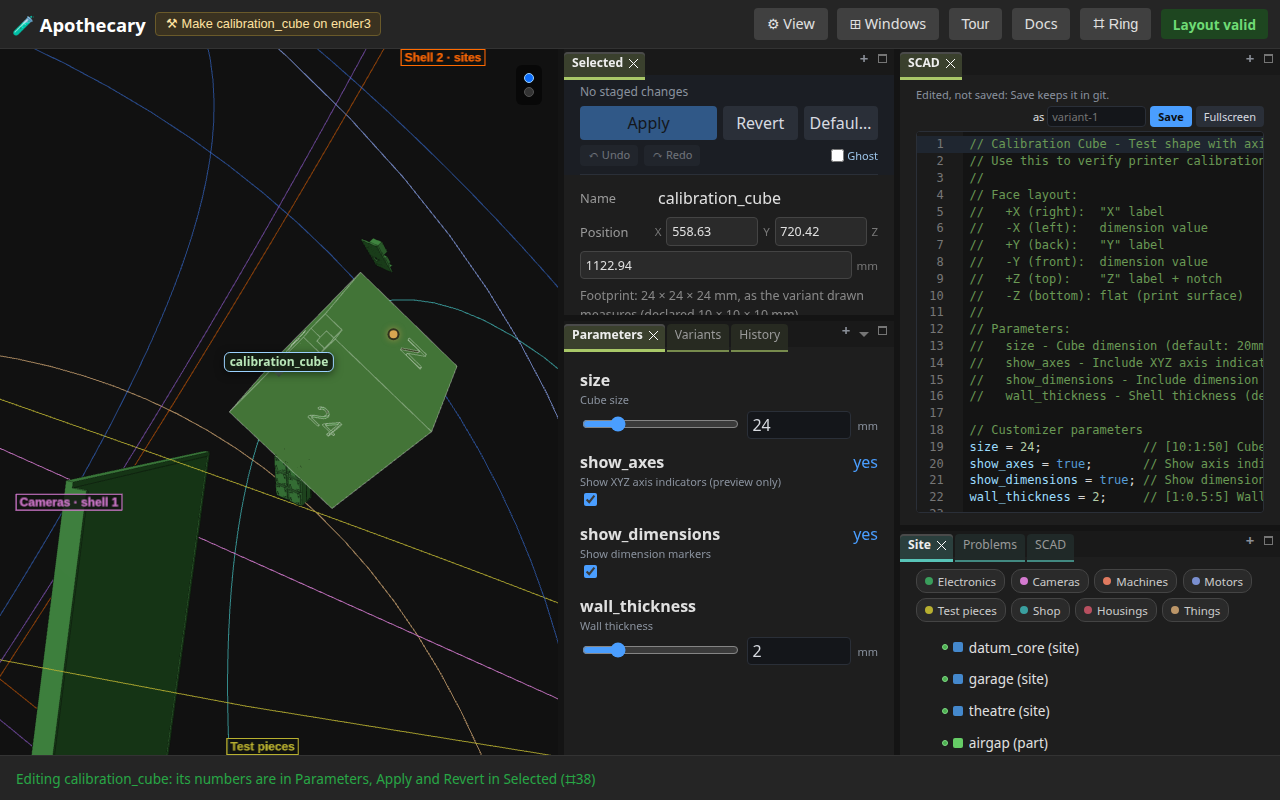 🧪 Apothecary
⚒ Make calibration_cube on ender3
⚙ View
⊞ Windows
Tour
Docs
⌗ Ring
Layout valid
Shell 2 · sites
calibration_cube
Z
24
Cameras · shell 1
Test pieces
Selected
No staged changes
Apply
Revert
Defaul...
↶ Undo
↷ Redo
Ghost
Name calibration_cube
Position X 558.63 Y 720.42 Z
1122.94 mm
Footprint: 24 × 24 × 24 mm, as the variant drawn
measures (declared 10 × 10 × 10 mm)
Parameters
Variants
History
size
Cube size
24 mm
show_axes yes
Show XYZ axis indicators (preview only)
show_dimensions yes
Show dimension markers
wall_thickness
Wall thickness
2 mm
SCAD
Edited, not saved: Save keeps it in git.
as variant-1 Save Fullscreen
1 // Calibration Cube - Test shape with axi
2 // Use this to verify printer calibration
3 //
4 // Face layout:
5 //   +X (right):  "X" label
6 //   -X (left):   dimension value
7 //   +Y (back):   "Y" label
8 //   -Y (front):  dimension value
9 //   +Z (top):    "Z" label + notch
10 //   -Z (bottom): flat (print surface)
11 //
12 // Parameters:
13 //   size - Cube dimension (default: 20mm
14 //   show_axes - Include XYZ axis indicat
15 //   show_dimensions - Include dimension
16 //   wall_thickness - Shell thickness (de
17
18 // Customizer parameters
19 size = 24;              // [10:1:50] Cube
20 show_axes = true;       // Show axis indi
21 show_dimensions = true; // Show dimension
22 wall_thickness = 2;     // [1:0.5:5] Wall
Site
Problems
SCAD
Electronics
Cameras
Machines
Motors
Test pieces
Shop
Housings
Things
datum_core (site)
garage (site)
theatre (site)
airgap (part)
Editing calibration_cube: its numbers are in Parameters, Apply and Revert in Selected (⌗38)